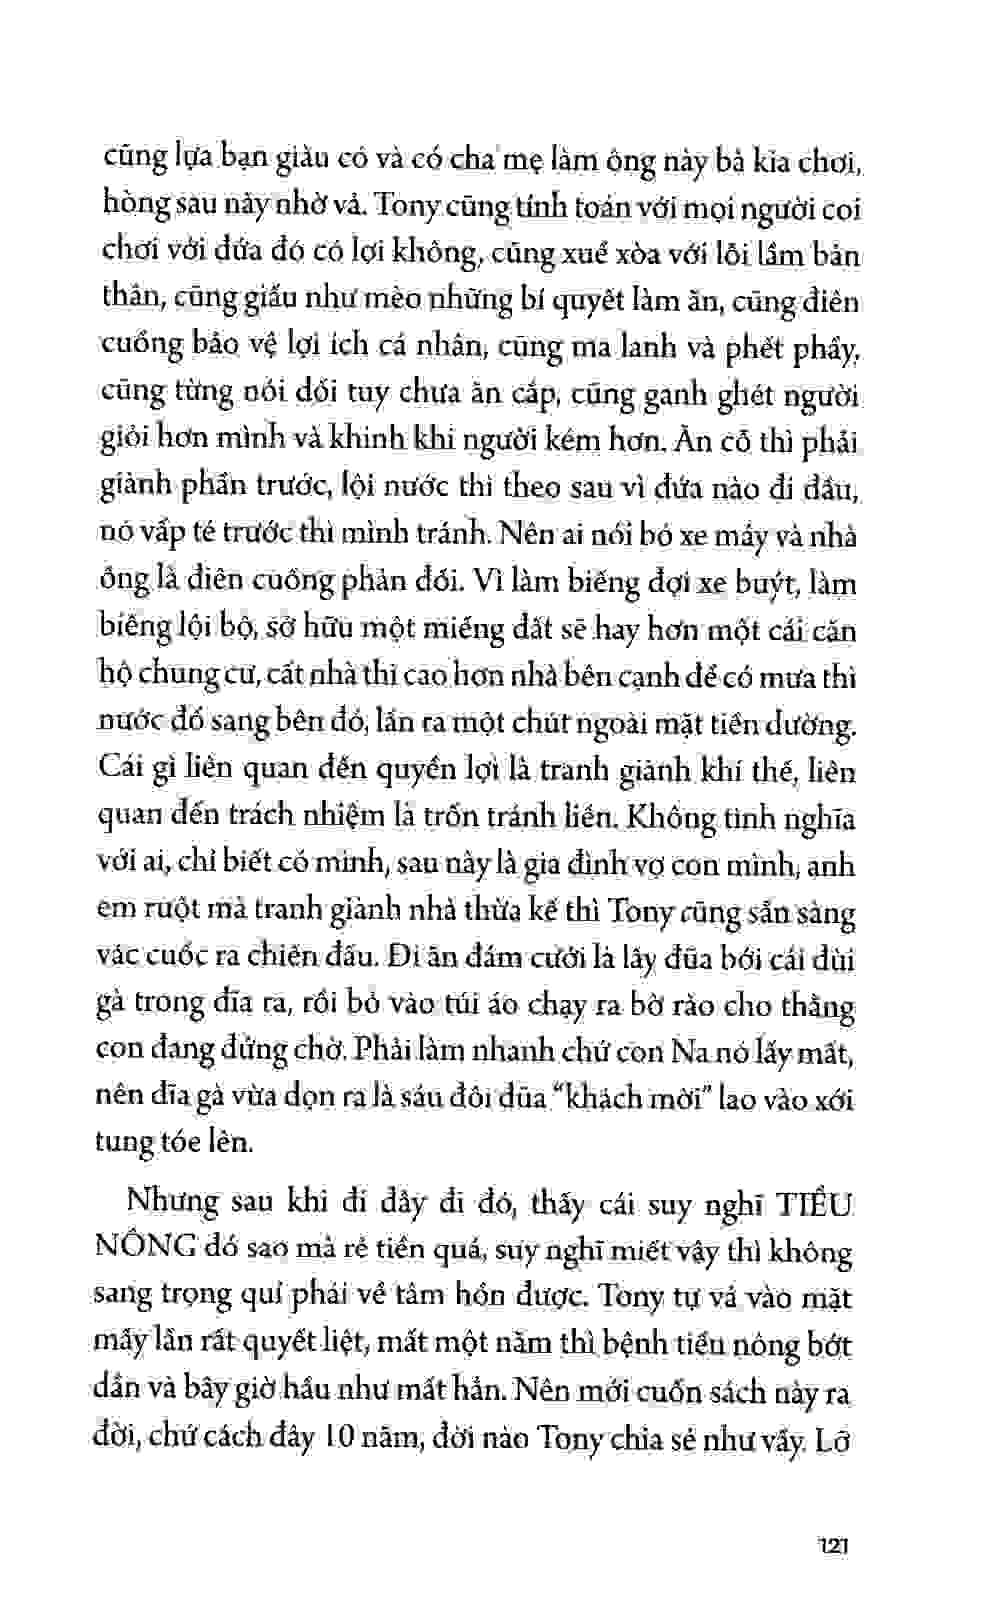 cũng lựa bạn giàu có và có cha mẹ làm ông này bà kia chơi,
hòng sau này nhờ vả. Tony cũng tính toán với mọi người coi
chơi với đứa đó có lợi không, cũng xuề xòa với lỗi lầm bản
thân, cũng giấu như mèo những bí quyết làm ăn, cũng điên
cuồng bảo vệ lợi ích cá nhân, cũng ma lanh và phết phẩy,
cũng từng nói dối tuy chưa ăn cắp, cũng ganh ghét người
giỏi hơn mình và khinh khi người kém hơn. Ăn cỗ thì phải
giành phần trước, lội nước thì theo sau vì đứa nào đi đầu,
nó vấp té trước thì mình tránh. Nên ai nói bỏ xe máy và nhà
ống là điên cuồng phản đối. Vì làm biếng đợi xe buýt, làm
biếng lội bộ, sở hữu một miếng đất sẽ hay hơn một cái căn
hộ chung cư, cất nhà thì cao hơn nhà bên cạnh để có mưa thì
nước đổ sang bên đó, lấn ra một chút ngoài mặt tiền đường.
Cái gì liên quan đến quyền lợi là tranh giành khí thế, liên
quan đến trách nhiệm là trốn tránh liền. Không tình nghĩa
với ai, chỉ biết có mình, sau này là gia đình vợ con mình, anh
em ruột mà tranh giành nhà thừa kế thì Tony cũng sẵn sàng
vác cuốc ra chiến đấu. Đi ăn đám cưới là lấy đũa bới cái đùi
gà trong đĩa ra, rồi bỏ vào túi áo chạy ra bờ rào cho thằng
con đang đứng chờ. Phải làm nhanh chứ con Na nó lấy mất,
nên đĩa gà vừa dọn ra là sáu đôi đũa "khách mời" lao vào xới
tung tóe lên.
Nhưng sau khi đi đây đi đó, thấy cái suy nghĩ TIỂU
NÔNG đó sao mà rẻ tiền quá, suy nghĩ miết vậy thì không
sang trọng quí phái về tâm hồn được. Tony tự vả vào mặt
mấy lần rất quyết liệt, mất một năm thì bệnh tiểu nông bớt
dần và bây giờ hầu như mất hẳn. Nên mới cuốn sách này ra
đời, chứ cách đây 10 năm, đời nào Tony chia sẻ như vầy. Lỡ
121